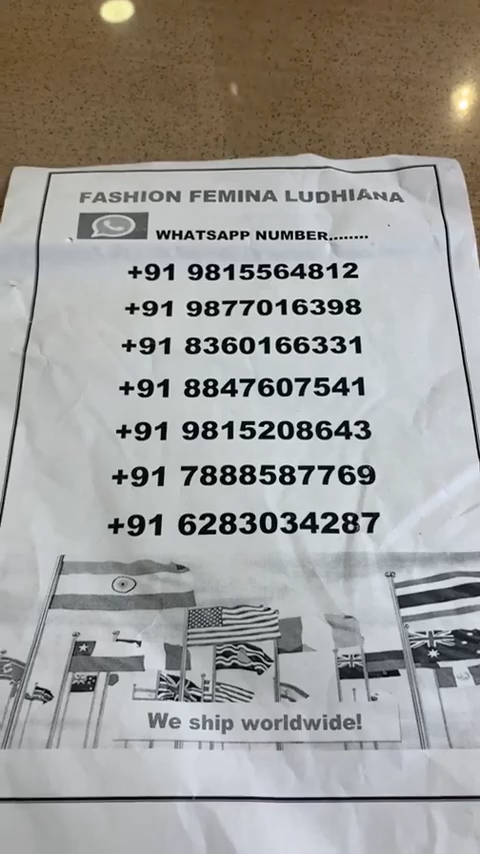 FASHION FEMINA LUDHIANA
WHATSAPP NUMBER........
+91 9815564812
+91 9877016398
+91 8360166331
+91 8847607541
+91 9815208643
+91 7888587769
+91 6283034287
We ship worldwide!